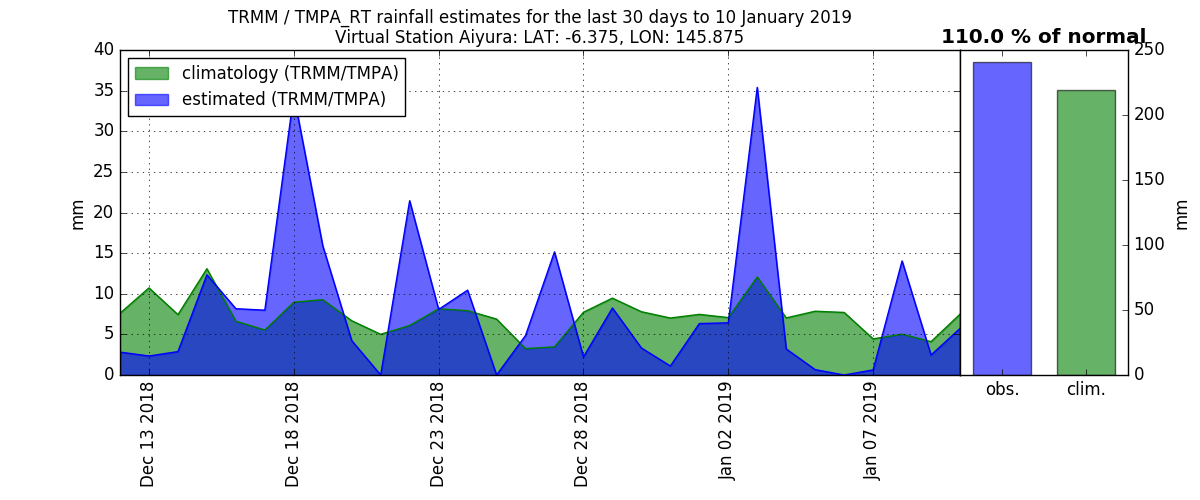 TRMM / TMPA_RT rainfall estimates for the last 30 days to 10 January 2019
Virtual Station Aiyura: LAT: -6.375, LON: 145.875
110.0 % of normal
climatology (TRMM/TMPA)
estimated (TRMM/TMPA)
mm
40
35
30
25
20
15
10
5
0
Dec 13 2018
Dec 18 2018
Dec 23 2018
Dec 28 2018
Jan 02 2019
Jan 07 2019
obs.
clim.
250
200
150
100
50
0
mm